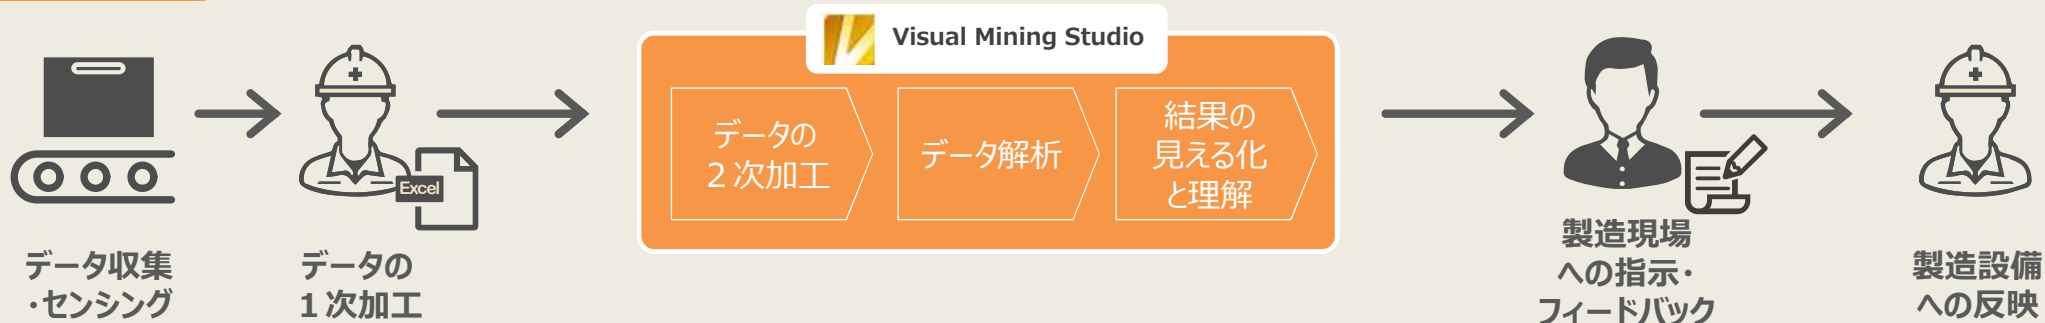 Visual Mining Studio
データ収集
・センシング
Excel
データの
１次加工
データの
２次加工
データ解析
結果の
見える化
と理解
製造現場
への指示・
フィードバック
製造設備
への反映